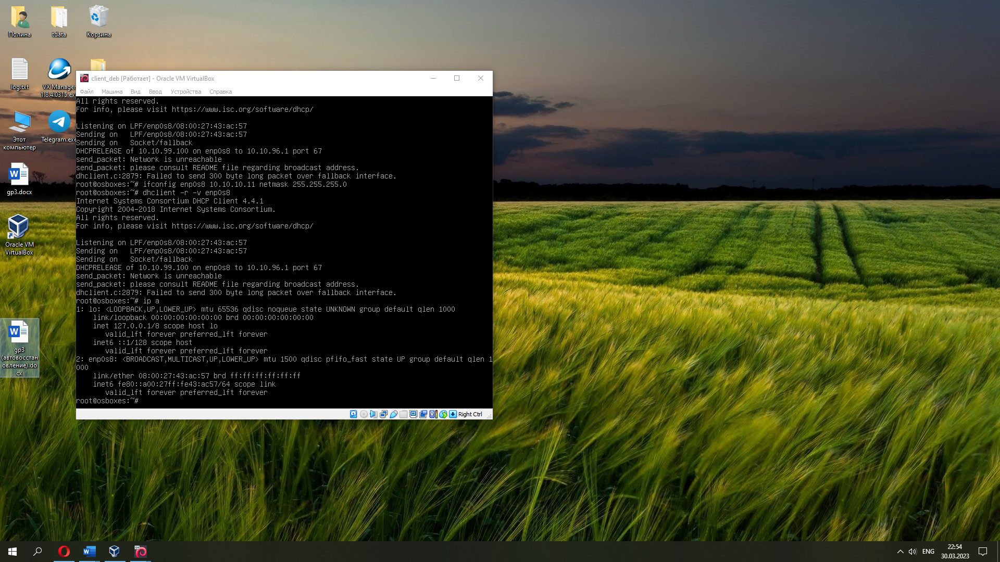 Полина
tdata
Корзина
log.txt
VX Manager
1.8.4.0315.ex
Этот
компьютер
Telegram.exe
gp3.docx
Oracle VM
VirtualBox
gp3
(автовосстан
овление).do
cx
client_deb [Работает] - Oracle VM VirtualBox
Файл Машина Вид Ввод Устройства Справка
All rights reserved.
For info, please visit https://www.isc.org/software/dhcp/
Listening on LPF/enp0s8/08:00:27:43:ac:57
Sending on   LPF/enp0s8/08:00:27:43:ac:57
Sending on   Socket/fallback
DHCPRELEASE of 10.10.99.100 on enp0s8 to 10.10.96.1 port 67
send_packet: Network is unreachable
send_packet: please consult README file regarding broadcast address.
dhclient.c:2879: Failed to send 300 byte long packet over fallback interface.
root@osboxes:~# ifconfig enp0s8 10.10.10.11 netmask 255.255.255.0
root@osboxes:~# dhclient -r -v enp0s8
Internet Systems Consortium DHCP Client 4.4.1
Copyright 2004-2018 Internet Systems Consortium.
All rights reserved.
For info, please visit https://www.isc.org/software/dhcp/
Listening on LPF/enp0s8/08:00:27:43:ac:57
Sending on   LPF/enp0s8/08:00:27:43:ac:57
Sending on   Socket/fallback
DHCPRELEASE of 10.10.99.100 on enp0s8 to 10.10.96.1 port 67
send_packet: Network is unreachable
send_packet: please consult README file regarding broadcast address.
dhclient.c:2879: Failed to send 300 byte long packet over fallback interface.
root@osboxes:~# ip a
1: lo: <LOOPBACK,UP,LOWER_UP> mtu 65536 qdisc noqueue state UNKNOWN group default qlen 1000
    link/loopback 00:00:00:00:00:00 brd 00:00:00:00:00:00
    inet 127.0.0.1/8 scope host lo
       valid_lft forever preferred_lft forever
    inet6 ::1/128 scope host
       valid_lft forever preferred_lft forever
2: enp0s8: <BROADCAST,MULTICAST,UP,LOWER_UP> mtu 1500 qdisc pfifo_fast state UP group default qlen 1
000
    link/ether 08:00:27:43:ac:57 brd ff:ff:ff:ff:ff:ff
    inet6 fe80::a00:27ff:fe43:ac57/64 scope link
       valid_lft forever preferred_lft forever
root@osboxes:~#
Right Ctrl
ENG
22:54
30.03.2023